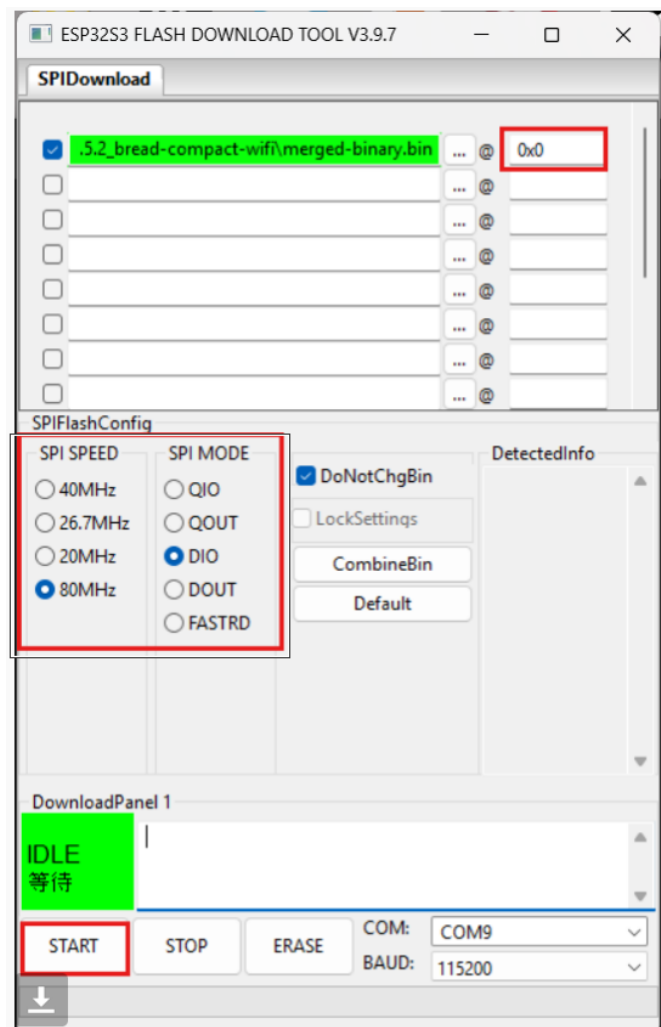 ESP32S3 FLASH DOWNLOAD TOOL V3.9.7
SPIDownload
.5.2_bread-compact-wifi\merged-binary.bin ... @ 0x0
... @
... @
... @
... @
... @
... @
... @
SPIFlashConfig
SPI SPEED
40MHz
26.7MHz
20MHz
80MHz
SPI MODE
QIO
QOUT
DIO
DOUT
FASTRD
DoNotChgBin
LockSettings
CombineBin
Default
DetectedInfo
DownloadPanel 1
IDLE
等待
START
STOP
ERASE
COM: COM9
BAUD: 115200